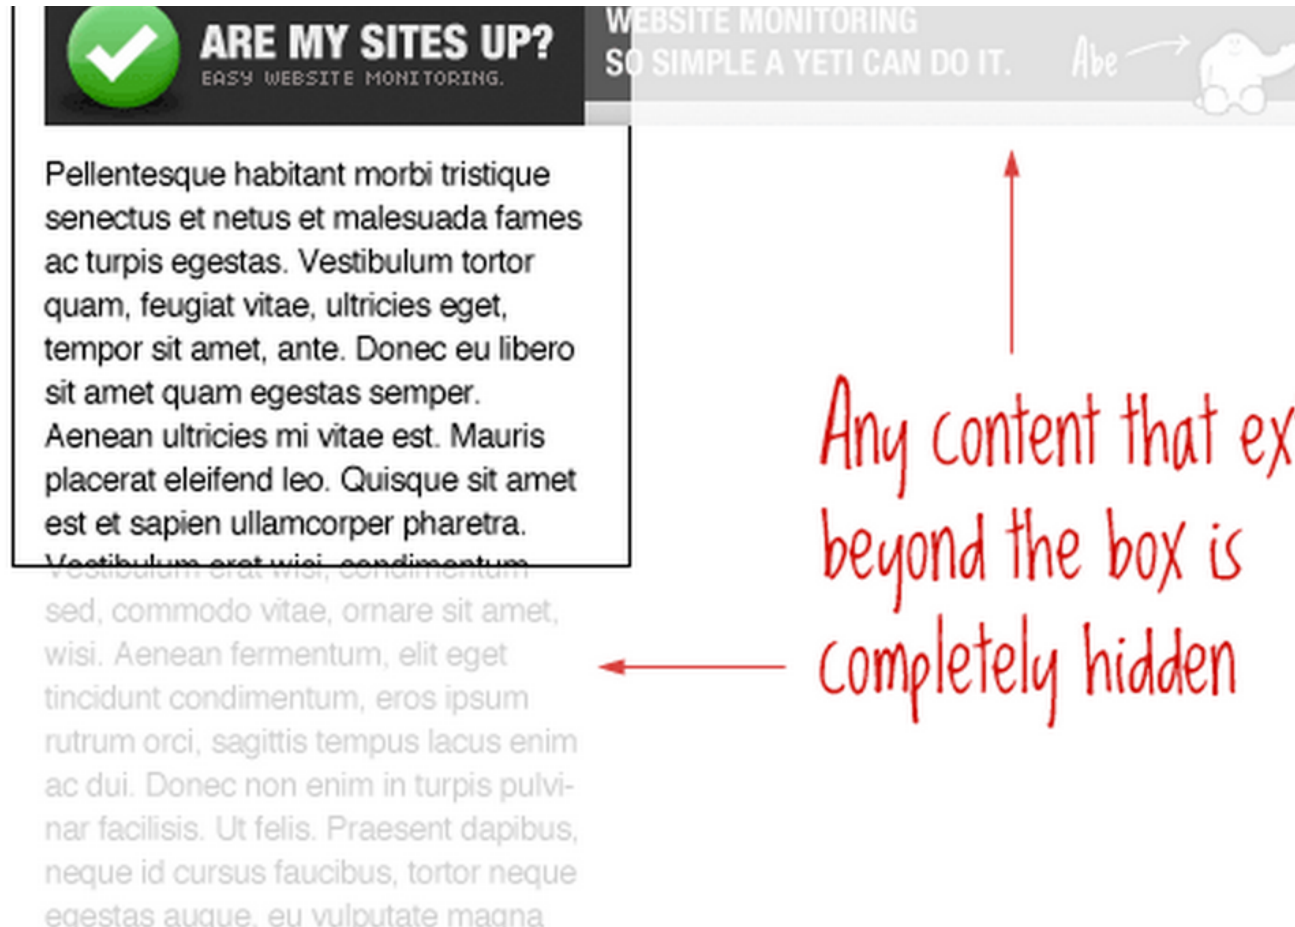 ARE MY SITES UP?
EASY WEBSITE MONITORING.
WEBSITE MONITORING
SO SIMPLE A YETI CAN DO IT.
Abe
Pellentesque habitant morbi tristique
senectus et netus et malesuada fames
ac turpis egestas. Vestibulum tortor
quam, feugiat vitae, ultricies eget,
tempor sit amet, ante. Donec eu libero
sit amet quam egestas semper.
Aenean ultricies mi vitae est. Mauris
placerat eleifend leo. Quisque sit amet
est et sapien ullamcorper pharetra.
Vestibulum erat wisi, condimentum
sed, commodo vitae, ornare sit amet,
wisi. Aenean fermentum, elit eget
tincidunt condimentum, eros ipsum
rutrum orci, sagittis tempus lacus enim
ac dui. Donec non enim in turpis pulvi-
nar facilisis. Ut felis. Praesent dapibus,
neque id cursus faucibus, tortor neque
egestas augue, eu vulputate magna
Any content that ex
beyond the box is
completely hidden